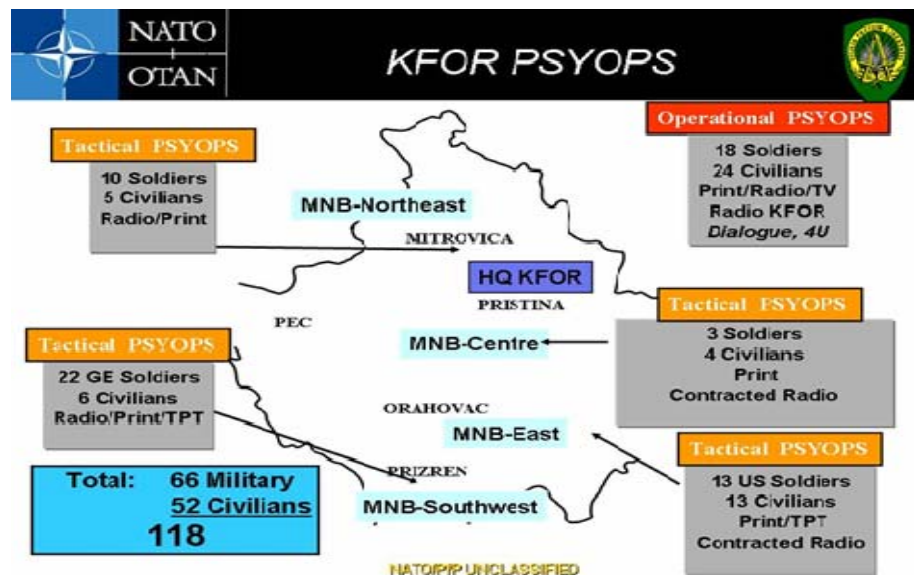 NATO
OTAN
KFOR PSYOPS
Tactical PSYOPS
10 Soldiers
5 Civilians
Radio/Print
Operational PSYOPS
18 Soldiers
24 Civilians
Print/Radio/TV
Radio KFOR
Dialogue, 4U
MNB-Northeast
MITROVICA
HQ KFOR
PRISTINA
PEC
MNB-Centre
Tactical PSYOPS
3 Soldiers
4 Civilians
Print
Contracted Radio
Tactical PSYOPS
22 GE Soldiers
6 Civilians
Radio/Print/TPT
ORAHOVAC
MNB-East
PRIZREN
MNB-Southwest
Tactical PSYOPS
13 US Soldiers
13 Civilians
Print/TPT
Contracted Radio
Total: 66 Military
52 Civilians
118
NATO/PfP UNCLASSIFIED